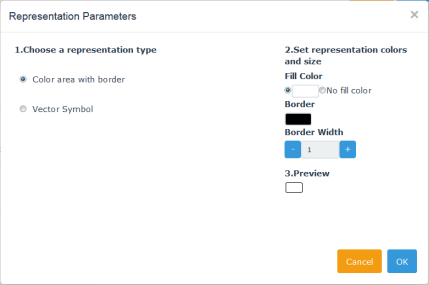 Representation Parameters ×
1.Choose a representation type
Color area with border
Vector Symbol
2.Set representation colors
and size
Fill Color
No fill color
Border
Border Width
- 1 +
3.Preview
Cancel OK